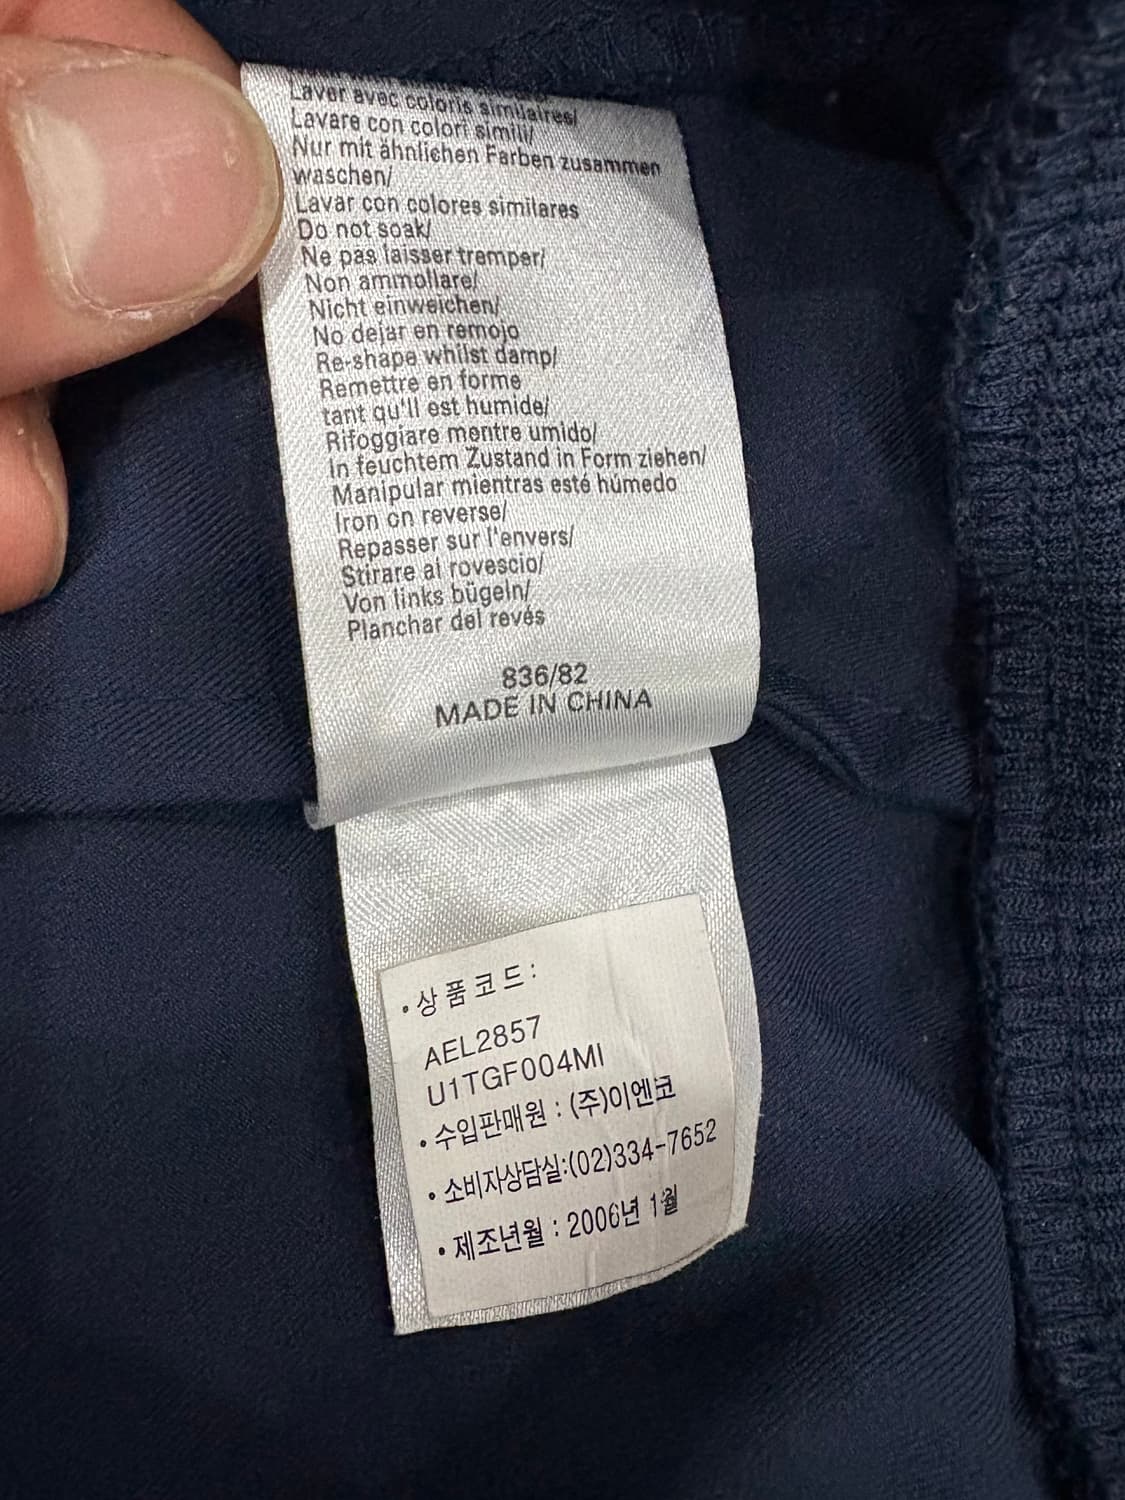 Laver avec coloris similaires/
Lavare con colori simili/
Nur mit ähnlichen Farben zusammen
waschen/
Lavar con colores similares
Do not soak/
Ne pas laisser tremper/
Non ammollare/
Nicht einweichen/
No dejar en remojo
Re-shape whilst damp/
Remettre en forme
tant qu'il est humide/
Rifoggiare mentre umido/
In feuchtem Zustand in Form ziehen/
Manipular mientras esté húmedo
Iron on reverse/
Repasser sur l'envers/
Stirare al rovescio/
Von links bügeln/
Planchar del revés
836/82
MADE IN CHINA
• 상 품 코 드 :
AEL2857
U1TGF004MI
• 수입판매원 : (주)이엔코
• 소비자상담실:(02)334-7652
• 제조년월 : 2006년 1월